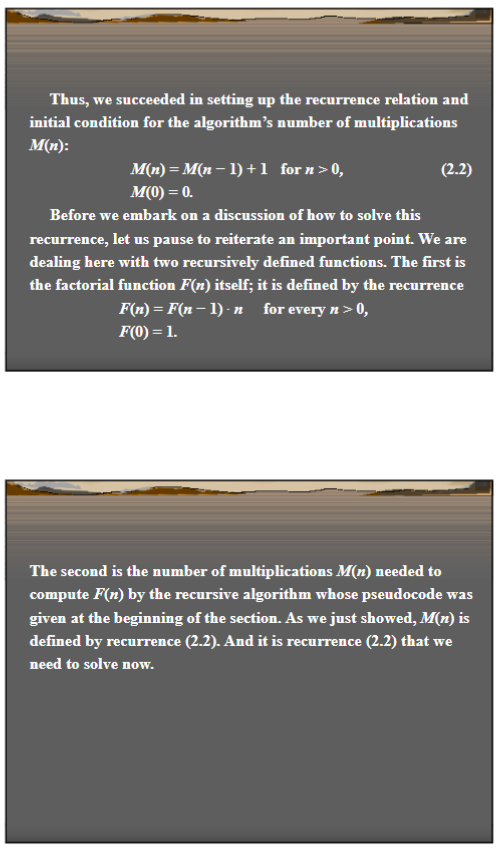 Thus, we succeeded in setting up the recurrence relation and
initial condition for the algorithm's number of multiplications
M(n):
M(n) = M(n − 1) + 1 for n > 0, (2.2)
M(0) = 0.
Before we embark on a discussion of how to solve this
recurrence, let us pause to reiterate an important point. We are
dealing here with two recursively defined functions. The first is
the factorial function F(n) itself; it is defined by the recurrence
F(n) = F(n − 1) · n for every n > 0,
F(0) = 1.
The second is the number of multiplications M(n) needed to
compute F(n) by the recursive algorithm whose pseudocode was
given at the beginning of the section. As we just showed, M(n) is
defined by recurrence (2.2). And it is recurrence (2.2) that we
need to solve now.